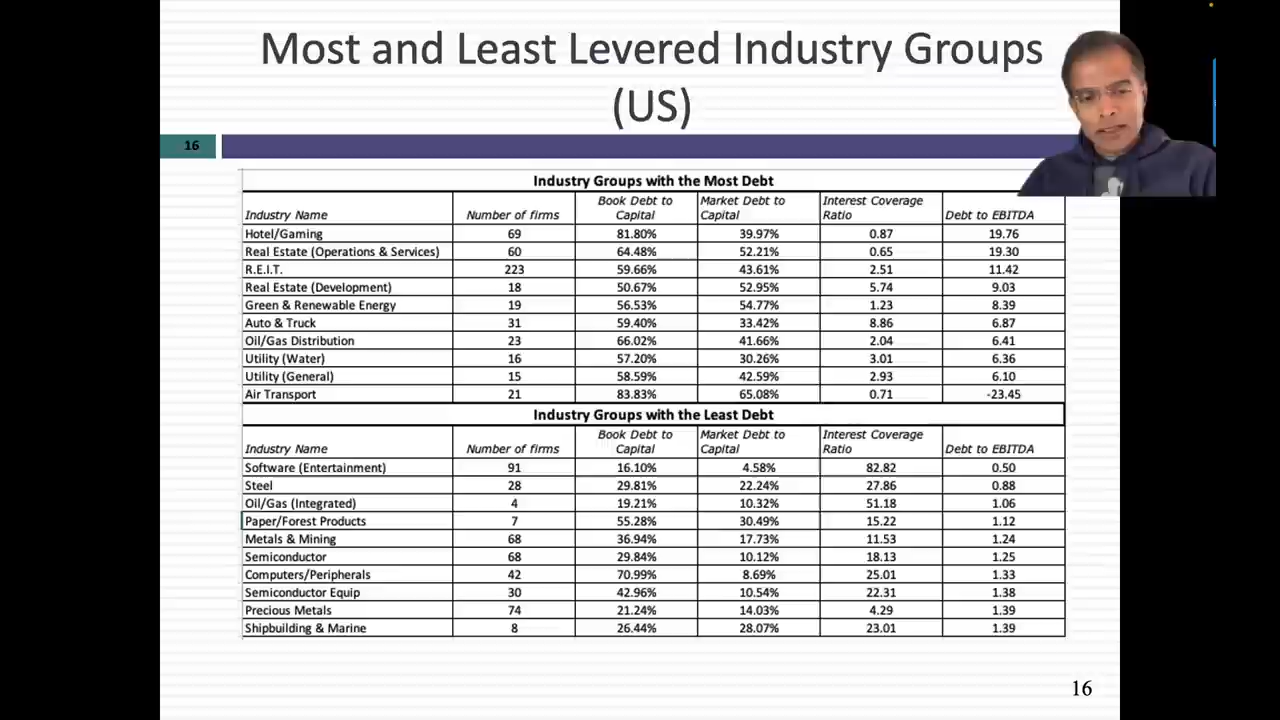 Most and Least Levered Industry Groups
(US)
16
Industry Groups with the Most Debt
Industry Name Number of firms Book Debt to Capital Market Debt to Capital Interest Coverage Ratio Debt to EBITDA
Hotel/Gaming 69 81.80% 39.97% 0.87 19.76
Real Estate (Operations & Services) 60 64.48% 52.21% 0.65 19.30
R.E.I.T. 223 59.66% 43.61% 2.51 11.42
Real Estate (Development) 18 50.67% 52.95% 5.74 9.03
Green & Renewable Energy 19 56.53% 54.77% 1.23 8.39
Auto & Truck 31 59.40% 33.42% 8.86 6.87
Oil/Gas Distribution 23 66.02% 41.66% 2.04 6.41
Utility (Water) 16 57.20% 30.26% 3.01 6.36
Utility (General) 15 58.59% 42.59% 2.93 6.10
Air Transport 21 83.83% 65.08% 0.71 -23.45
Industry Groups with the Least Debt
Industry Name Number of firms Book Debt to Capital Market Debt to Capital Interest Coverage Ratio Debt to EBITDA
Software (Entertainment) 91 16.10% 4.58% 82.82 0.50
Steel 28 29.81% 22.24% 27.86 0.88
Oil/Gas (Integrated) 4 19.21% 10.32% 51.18 1.06
Paper/Forest Products 7 55.28% 30.49% 15.22 1.12
Metals & Mining 68 36.94% 17.73% 11.53 1.24
Semiconductor 68 29.84% 10.12% 18.13 1.25
Computers/Peripherals 42 70.99% 8.69% 25.01 1.33
Semiconductor Equip 30 42.96% 10.54% 22.31 1.38
Precious Metals 74 21.24% 14.03% 4.29 1.39
Shipbuilding & Marine 8 26.44% 28.07% 23.01 1.39
16